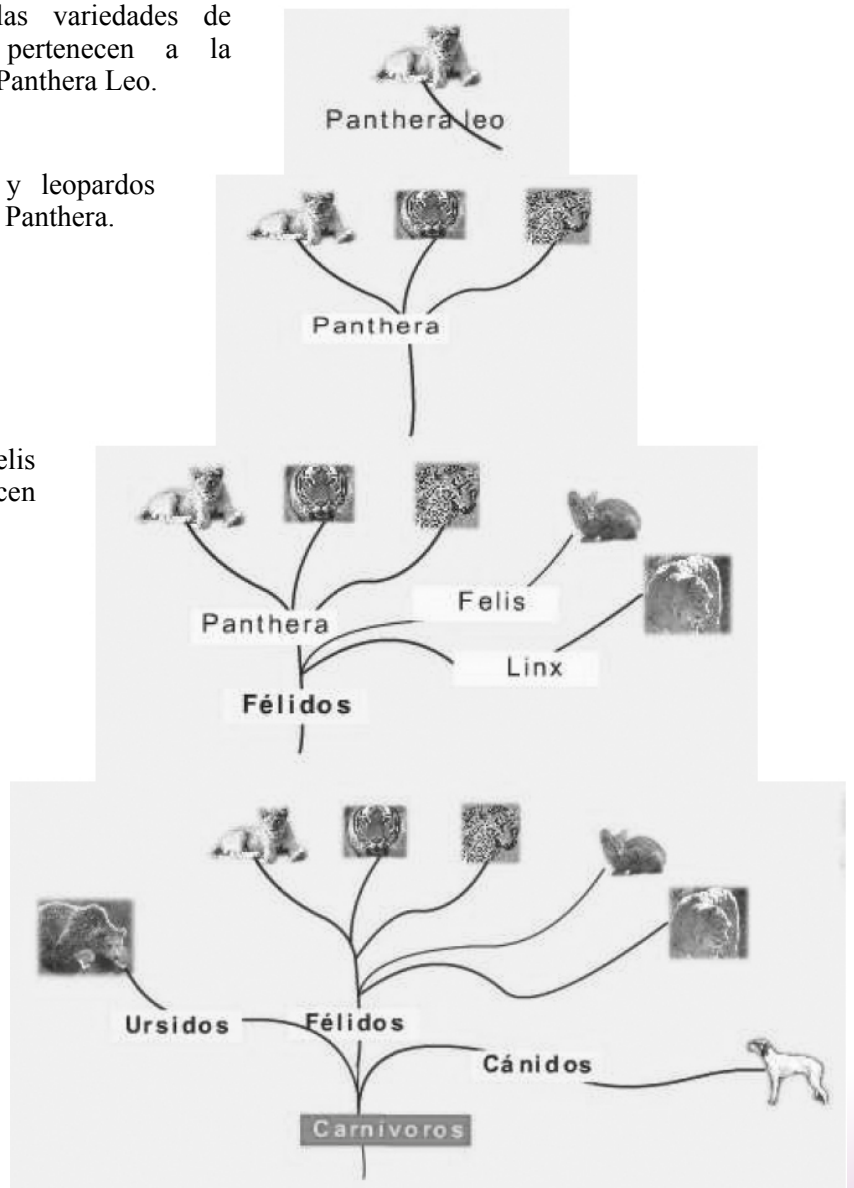 las variedades de
pertenecen a la
Panthera Leo.
Panthera leo
y leopardos
Panthera.
Panthera
elis
cen
Felis
Panthera
Linx
Félidos
Ursidos
Félidos
Cánidos
Carnívoros